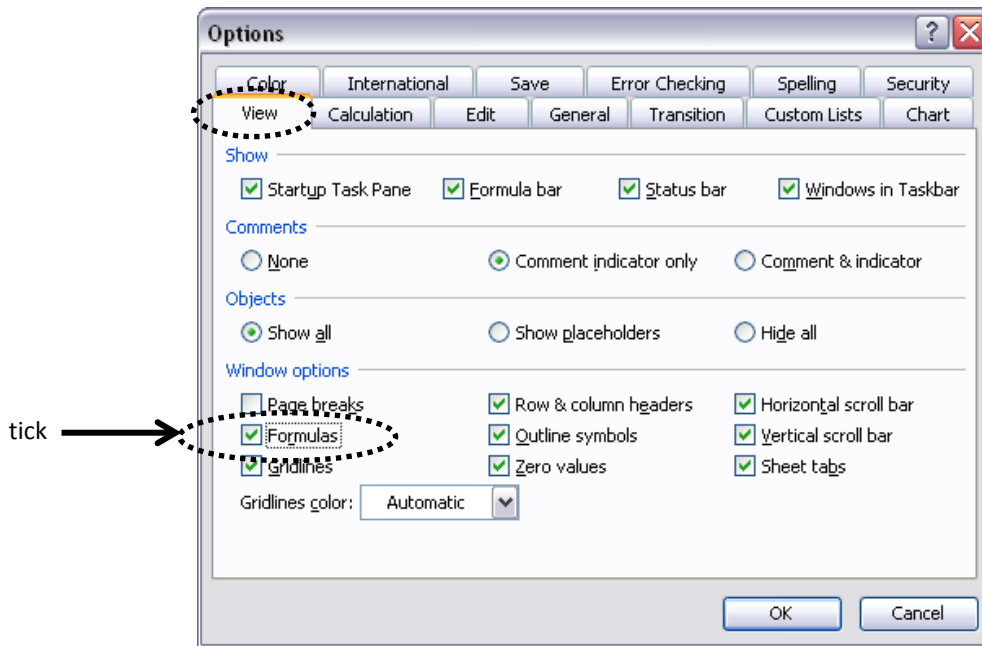 Options
Color International Save Error Checking Spelling Security
View Calculation Edit General Transition Custom Lists Chart
Show
Startup Task Pane Formula bar Status bar Windows in Taskbar
Comments
None Comment indicator only Comment & indicator
Objects
Show all Show placeholders Hide all
Window options
Page breaks Row & column headers Horizontal scroll bar
tick Formulas Outline symbols Vertical scroll bar
Gridlines Zero values Sheet tabs
Gridlines color: Automatic
OK Cancel